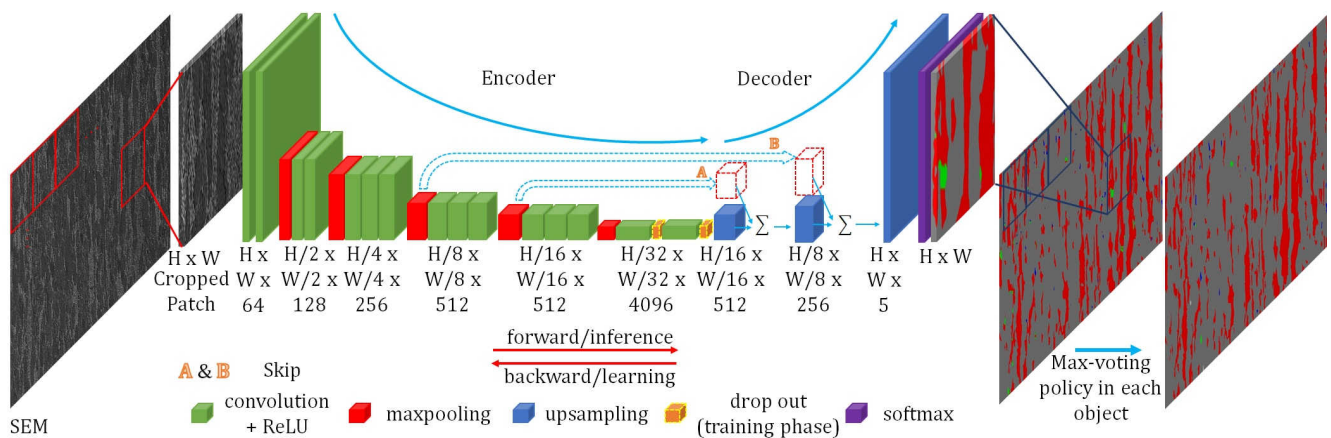 Encoder
Decoder
B
A
Σ
Σ
H x W
Cropped
Patch
H x
W x
64
H/2 x
W/2 x
128
H/4 x
W/4 x
256
H/8 x
W/8 x
512
H/16 x
W/16 x
512
H/32 x
W/32 x
4096
H/16 x
W/16 x
512
H/8 x
W/8 x
256
H x
W x
5
H x W
forward/inference
backward/learning
A & B Skip
convolution
+ ReLU
maxpooling
upsampling
drop out
(training phase)
softmax
Max-voting
policy in each
object
SEM